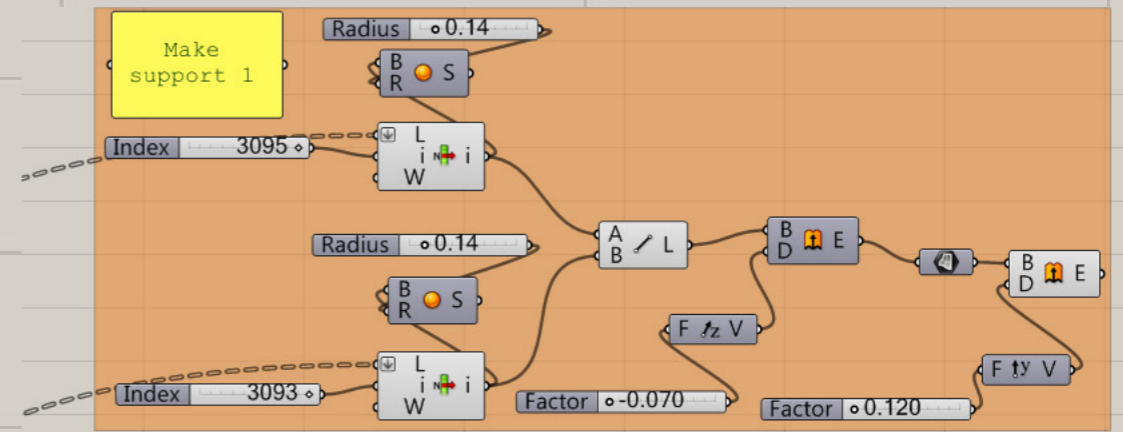 Make
support 1
Radius 0.14
B
R
S
Index 3095
L
i
W
N
i
Radius 0.14
B
R
S
Index 3093
L
i
W
N
i
A
B
L
B
D
E
F z V
Factor -0.070
B
D
E
F y V
Factor 0.120